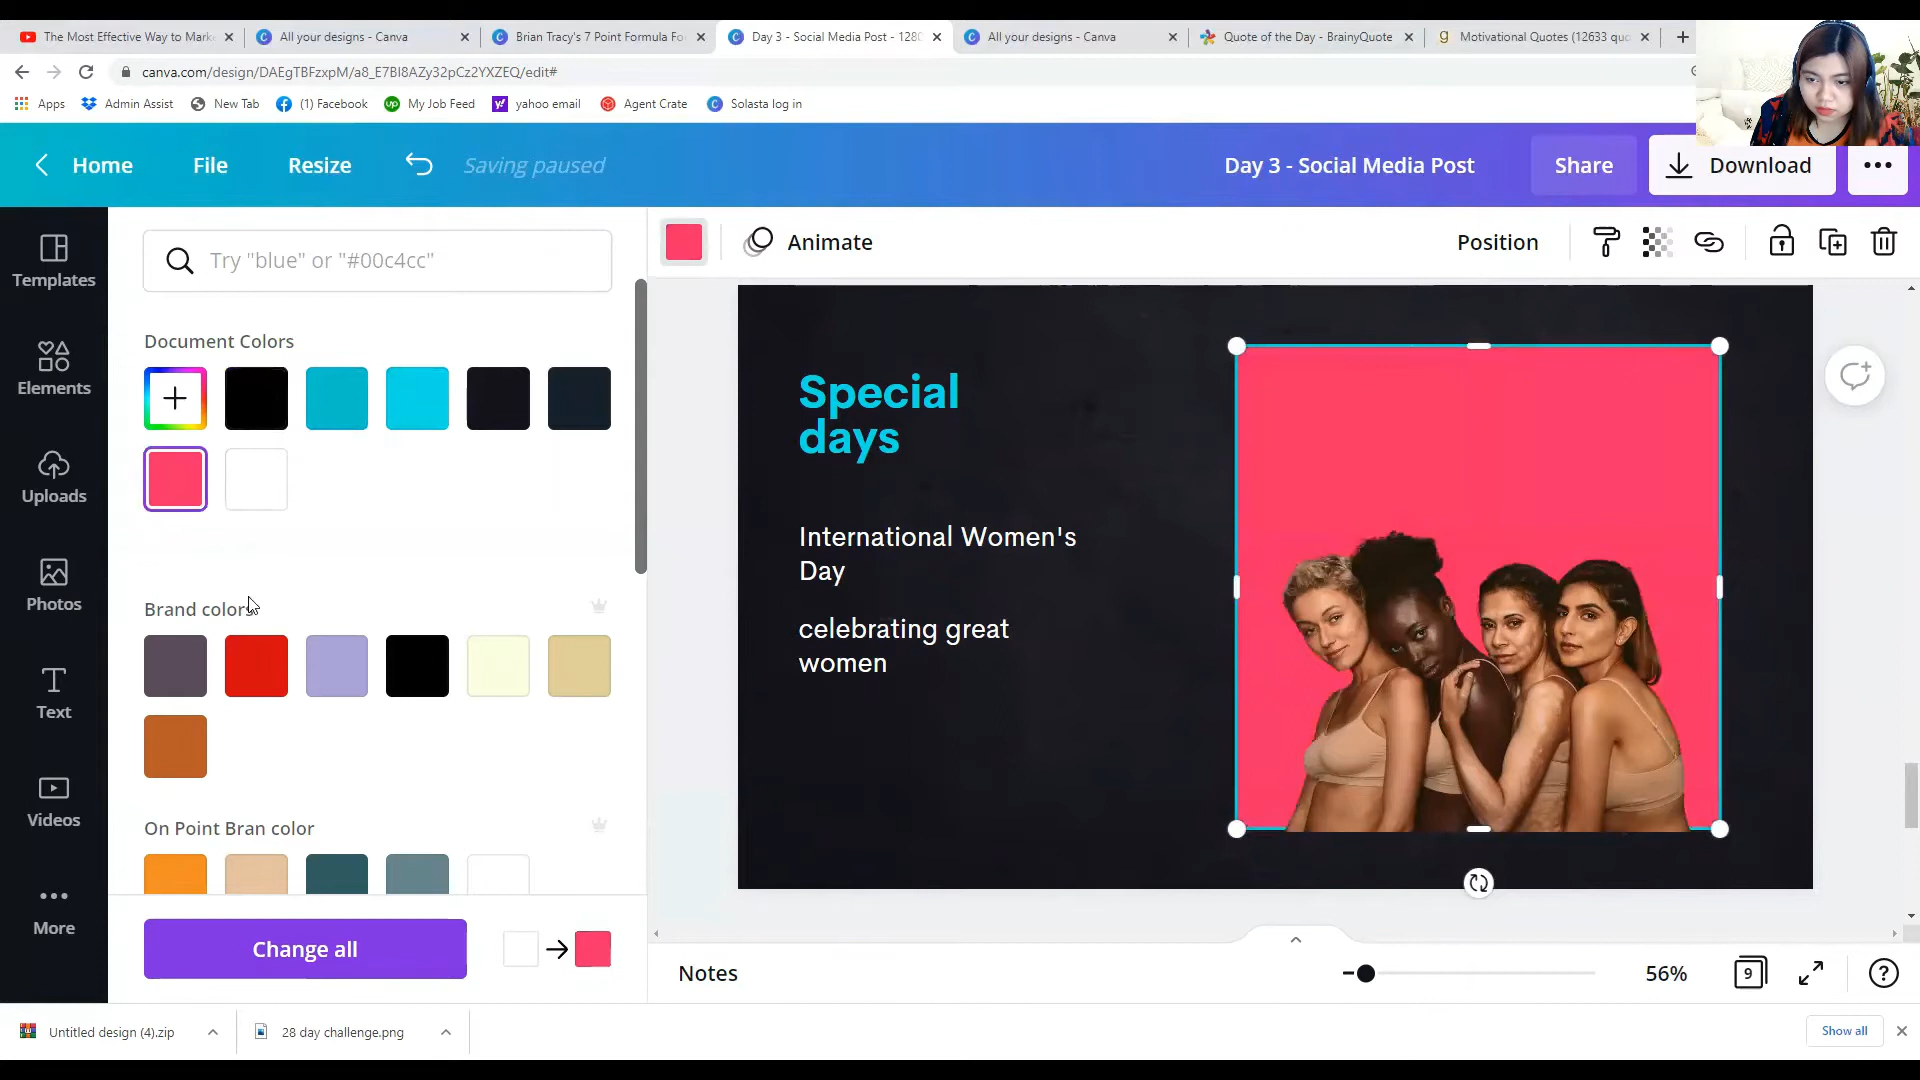 The Most Effective Way to Mark
All your designs - Canva
Brian Tracy's 7 Point Formula Fo
Day 3 - Social Media Post - 1280
All your designs - Canva
Quote of the Day - BrainyQuote
Motivational Quotes (12633 quo
canva.com/design/DAEgTBFzxpM/a8_E7BI8AZy32pCz2YXZEQ/edit#
Apps
Admin Assist
New Tab
(1) Facebook
My Job Feed
yahoo email
Agent Crate
Solasta log in
Home
File
Resize
Saving paused
Day 3 - Social Media Post
Share
Download
Templates
Elements
Uploads
Photos
Text
Videos
More
Try "blue" or "#00c4cc"
Document Colors
Brand colors
On Point Bran color
Change all
Animate
Position
Special
days
International Women's
Day
celebrating great
women
Notes
56%
9
Untitled design (4).zip
28 day challenge.png
Show all